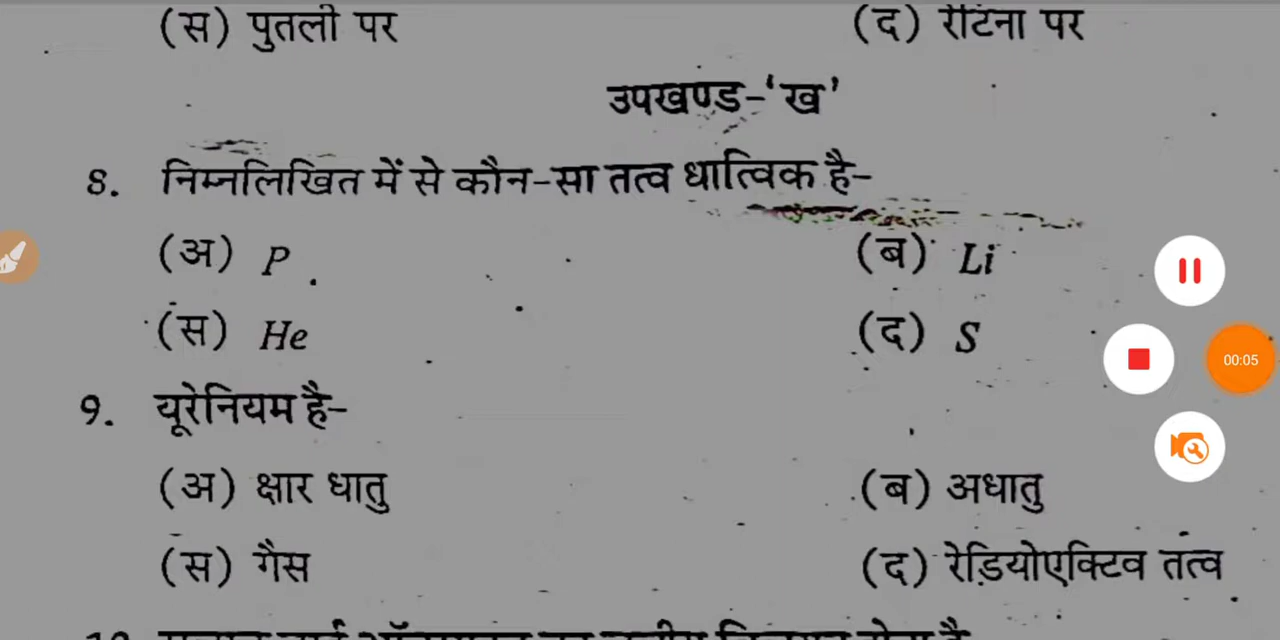 (स) पुतली पर (द) रेटिना पर
उपखण्ड-‘ख’
8. निम्नलिखित में से कौन-सा तत्व धात्विक है-
(अ) P (ब) Li
(स) He (द) S
9. यूरेनियम है-
(अ) क्षार धातु (ब) अधातु
(स) गैस (द) रेडियोएक्टिव तत्व
00:05